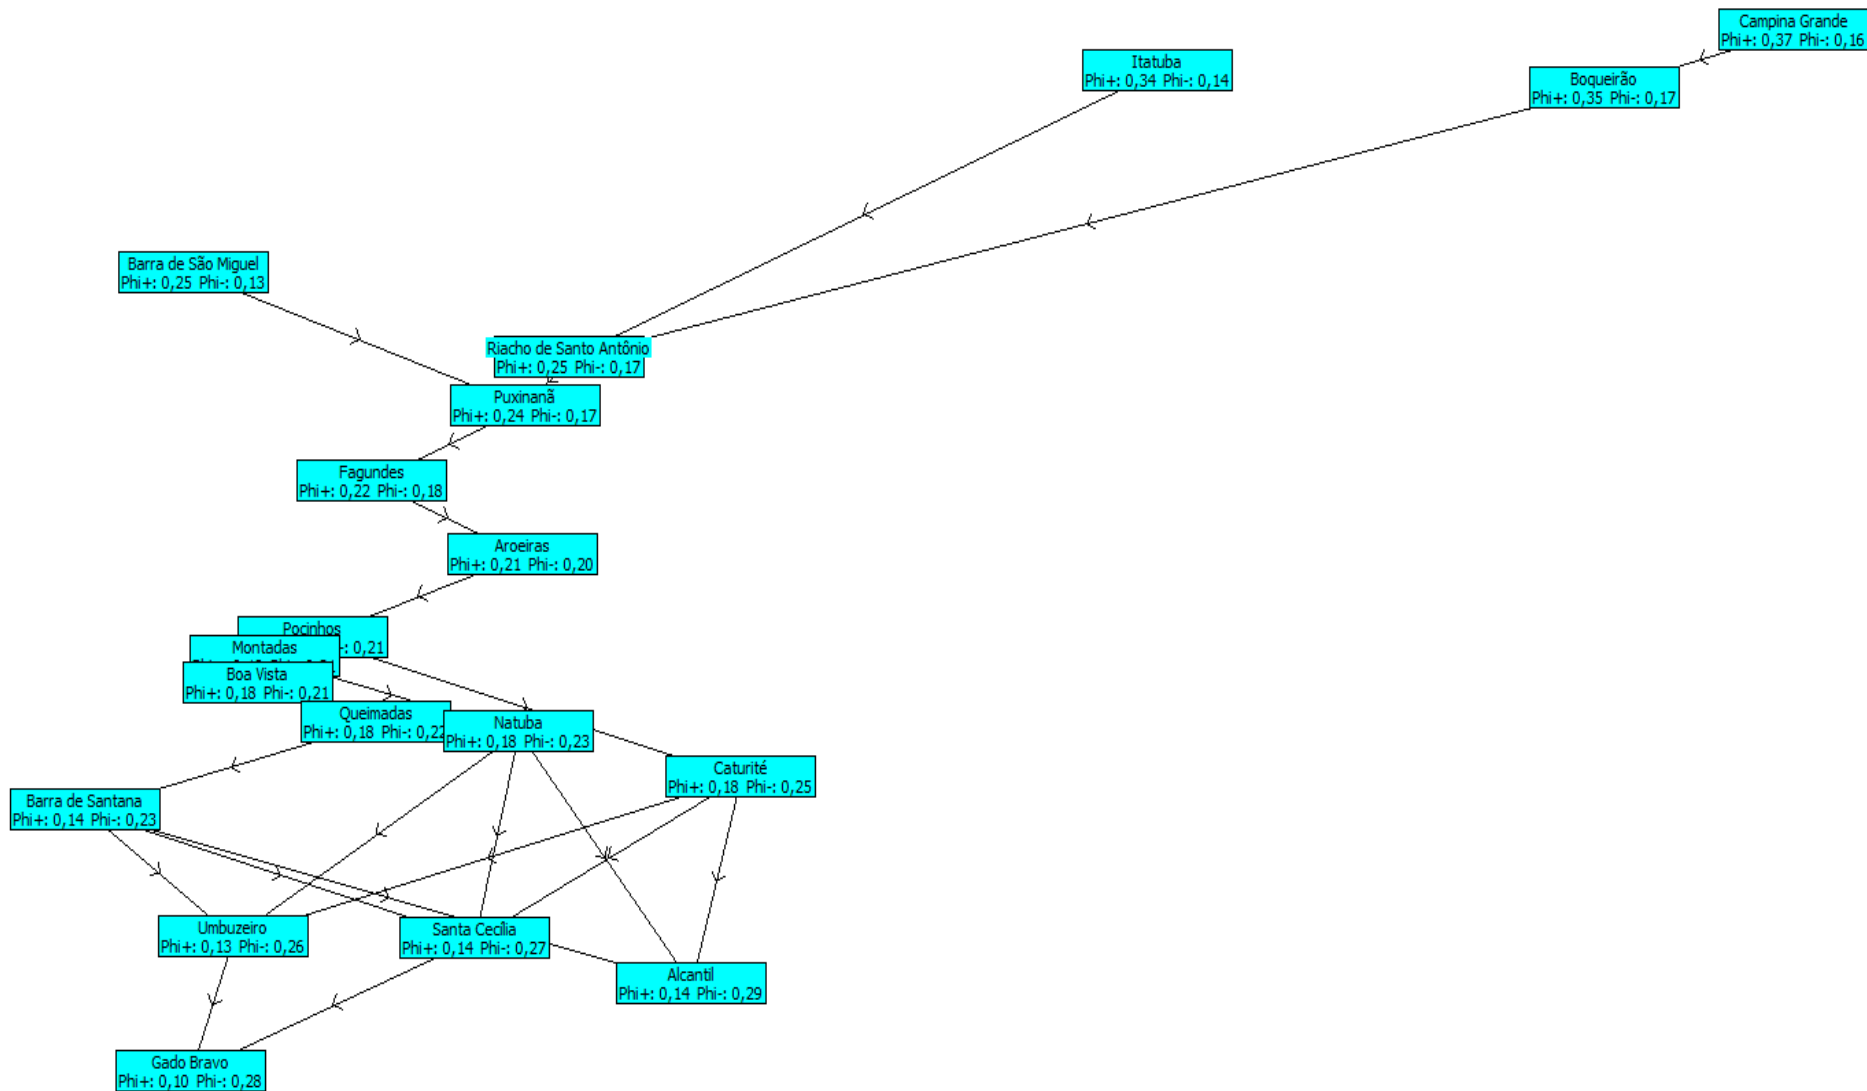 Campina Grande
Phi+: 0,37 Phi-: 0,16
Itatuba
Phi+: 0,34 Phi-: 0,14
Boqueirão
Phi+: 0,35 Phi-: 0,17
Barra de São Miguel
Phi+: 0,25 Phi-: 0,13
Riacho de Santo Antônio
Phi+: 0,25 Phi-: 0,17
Puxinanã
Phi+: 0,24 Phi-: 0,17
Fagundes
Phi+: 0,22 Phi-: 0,18
Aroeiras
Phi+: 0,21 Phi-: 0,20
Pocinhos
0,21
Montadas
Boa Vista
Phi+: 0,18 Phi-: 0,21
Queimadas
Phi+: 0,18 Phi-: 0,22
Natuba
Phi+: 0,18 Phi-: 0,23
Caturité
Phi+: 0,18 Phi-: 0,25
Barra de Santana
Phi+: 0,14 Phi-: 0,23
Umbuzeiro
Phi+: 0,13 Phi-: 0,26
Santa Cecília
Phi+: 0,14 Phi-: 0,27
Alcantil
Phi+: 0,14 Phi-: 0,29
Gado Bravo
Phi+: 0,10 Phi-: 0,28